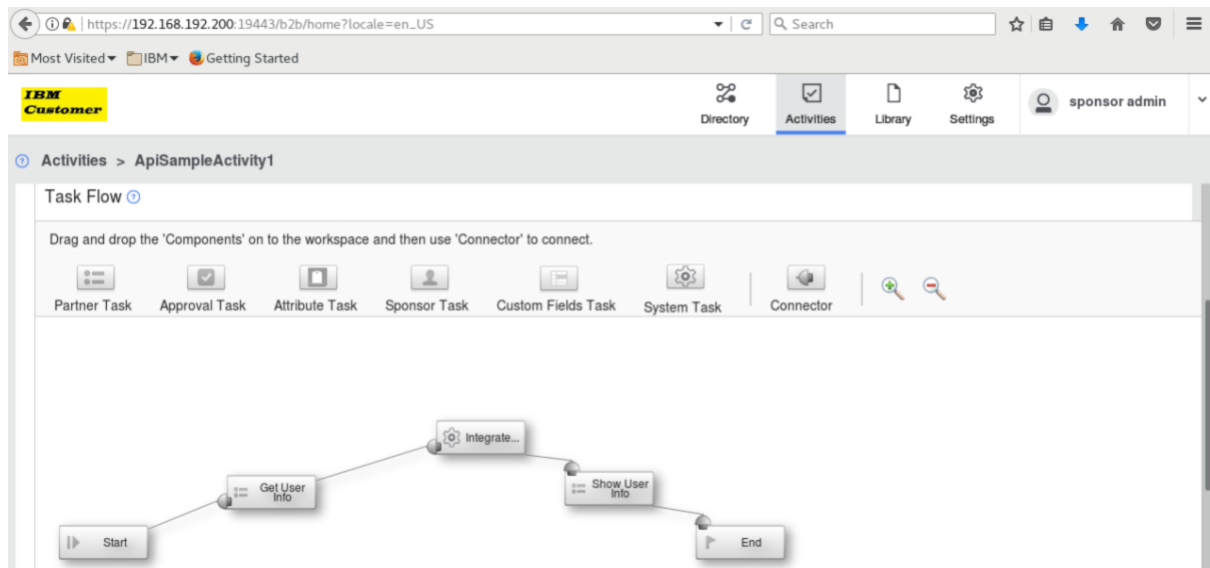 https://192.168.192.200:19443/b2b/home?locale=en_US
Search
Most Visited
IBM
Getting Started
IBM
Customer
Directory
Activities
Library
Settings
sponsor admin
Activities > ApiSampleActivity1
Task Flow
Drag and drop the 'Components' on to the workspace and then use 'Connector' to connect.
Partner Task
Approval Task
Attribute Task
Sponsor Task
Custom Fields Task
System Task
Connector
Integrate...
Get User
Info
Show User
Info
Start
End